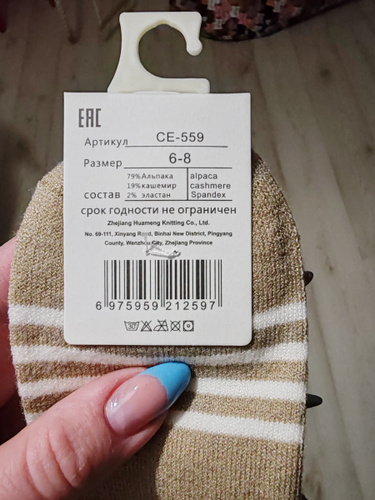 EAC
Артикул CE-559
Размер 6-8
79% Альпака alpaca
19% кашемир cashmere
состав 2% эластан Spandex
срок годности не ограничен
Zhejiang Huameng Knitting Co., Ltd.
No. 59-111, Xinyang Road, Binhai New District, Pingyang
County, Wenzhou City, Zhejiang Province
6 975959 212597